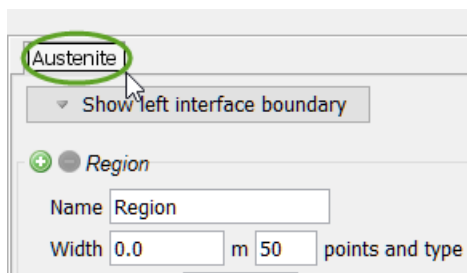 Austenite
Show left interface boundary
Region
Name Region
Width 0.0 m 50 points and type